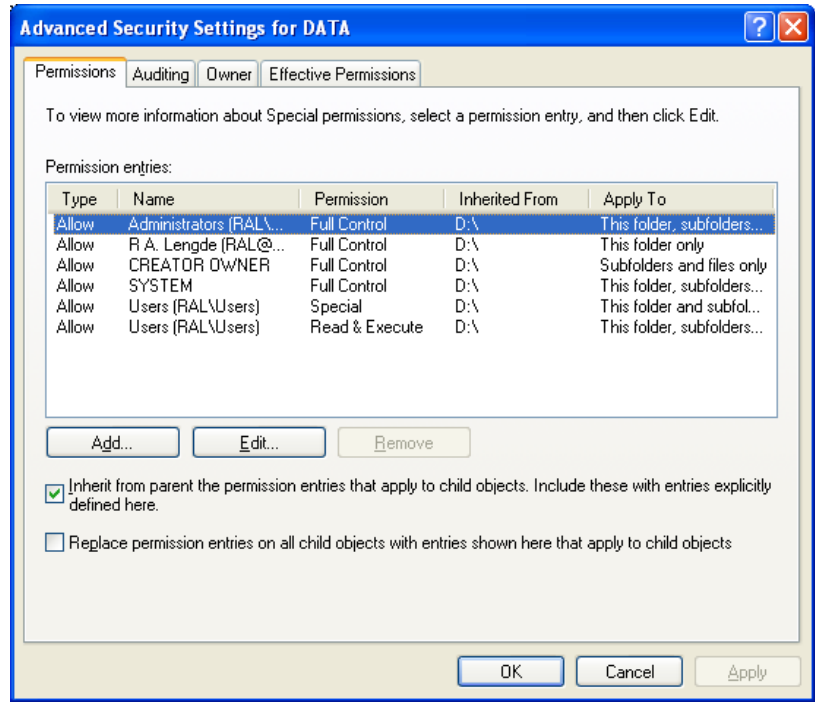 Advanced Security Settings for DATA
Permissions Auditing Owner Effective Permissions
To view more information about Special permissions, select a permission entry, and then click Edit.
Permission entries:
Type Name Permission Inherited From Apply To
Allow Administrators (RAL\... Full Control D:\ This folder, subfolders...
Allow R A. Lengde (RAL@... Full Control D:\ This folder only
Allow CREATOR OWNER Full Control D:\ Subfolders and files only
Allow SYSTEM Full Control D:\ This folder, subfolders...
Allow Users (RAL\Users) Special D:\ This folder and subfol...
Allow Users (RAL\Users) Read & Execute D:\ This folder, subfolders...
Add... Edit... Remove
Inherit from parent the permission entries that apply to child objects. Include these with entries explicitly
defined here.
Replace permission entries on all child objects with entries shown here that apply to child objects
OK Cancel Apply